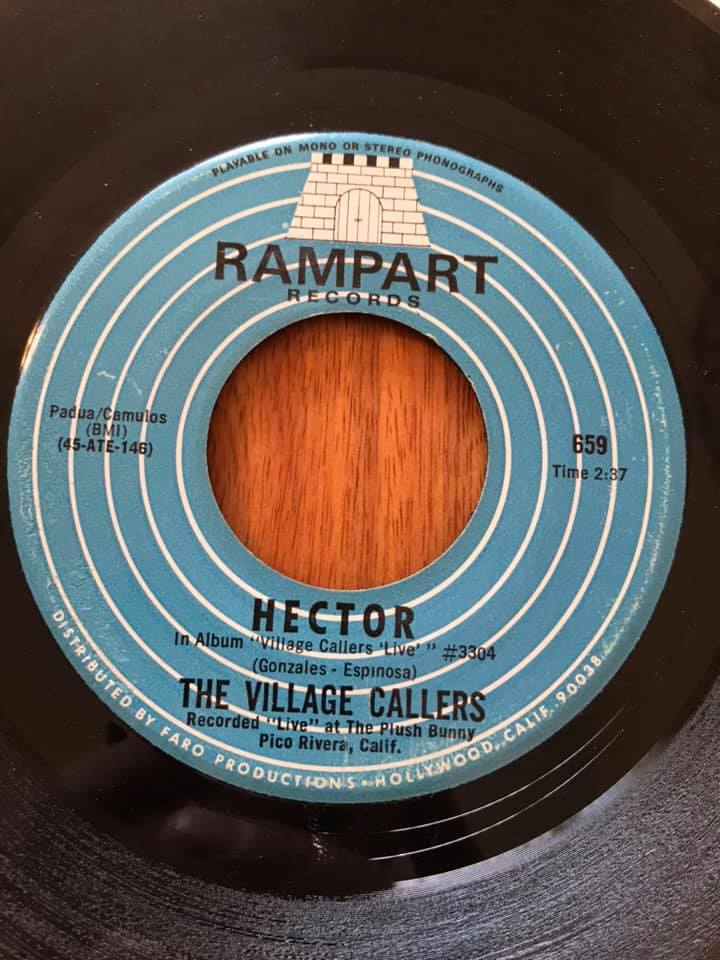 PLAYABLE ON MONO OR STEREO PHONOGRAPHS
RAMPART
RECORDS
Padua/Camulos
(BMI)
(45-ATE-146)
659
Time 2:37
HECTOR
In Album "Village Callers 'Live' " #3304
(Gonzales - Espinosa)
THE VILLAGE CALLERS
Recorded "Live" at The Plush Bunny
Pico Rivera, Calif.
DISTRIBUTED BY FARO PRODUCTIONS • HOLLYWOOD, CALIF. 90038